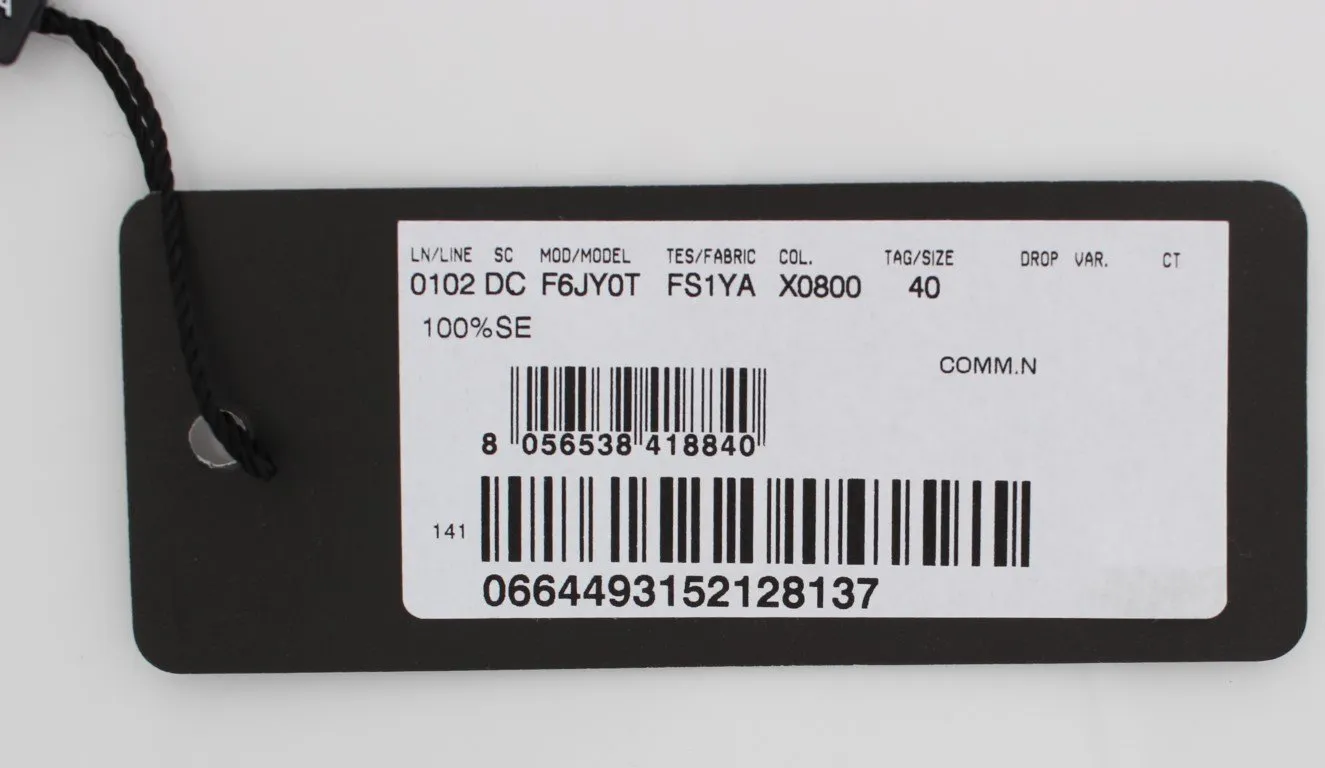 LN/LINE SC MOD/MODEL TES/FABRIC COL. TAG/SIZE DROP VAR. CT
0102 DC F6JY0T FS1YA X0800 40
100%SE
COMM.N
8 056538 418840
141
0664493152128137